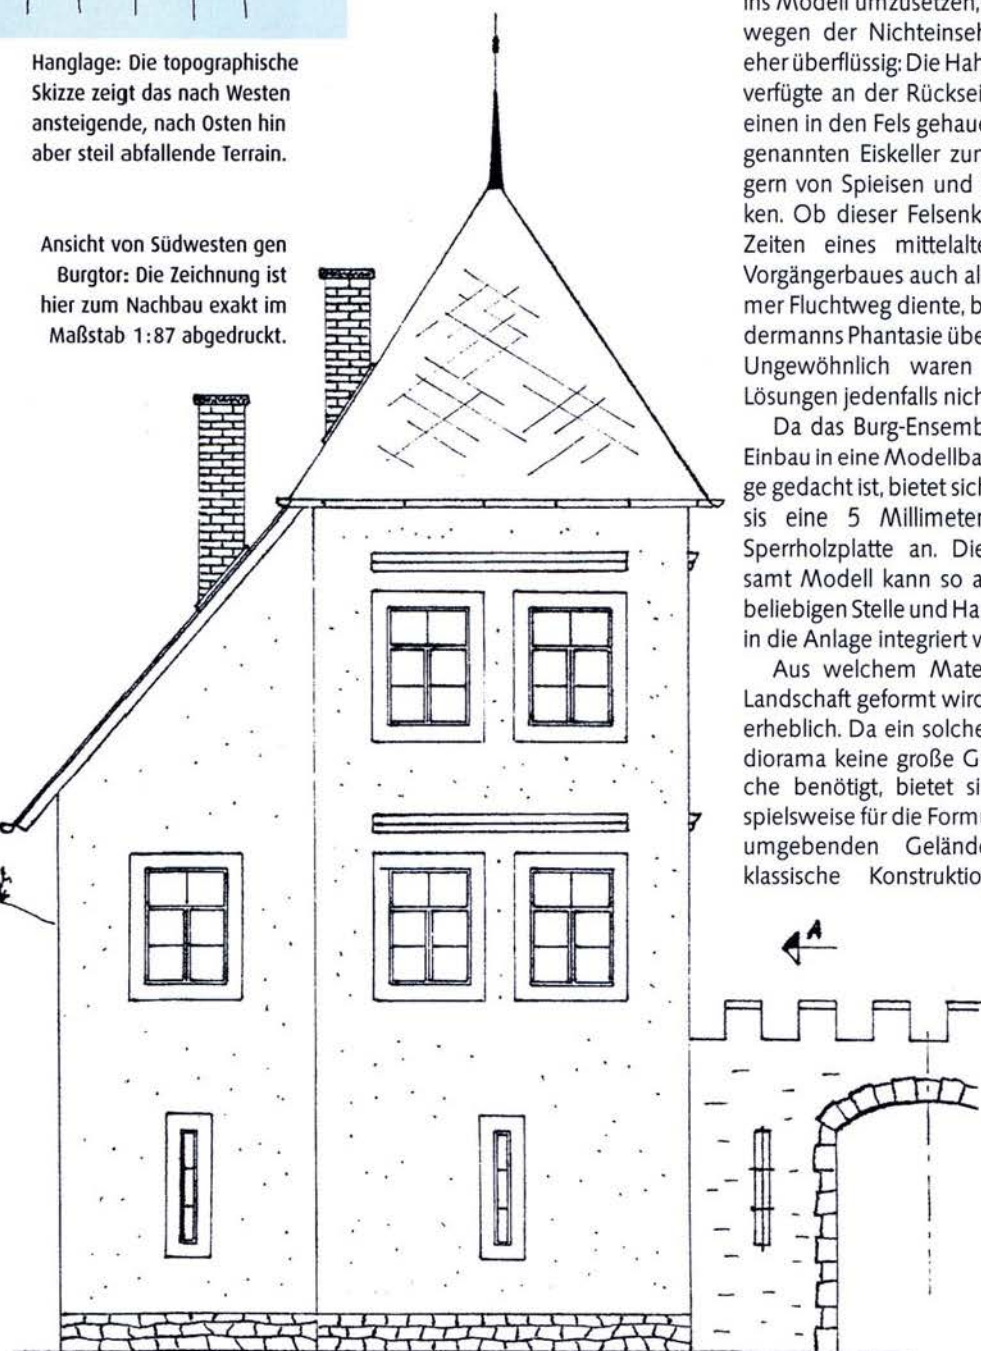 Hanglage: Die topographische
Skizze zeigt das nach Westen
ansteigende, nach Osten hin
aber steil abfallende Terrain.
Ansicht von Südwesten gen
Burgtor: Die Zeichnung ist
hier zum Nachbau exakt im
Maßstab 1:87 abgedruckt.
ins Modell umzusetzen,
wegen der Nichteinseh
eher überflüssig: Die Hah
verfügte an der Rücksei
einen in den Fels gehaue
genannten Eiskeller zur
gern von Spieisen und
ken. Ob dieser Felsenk
Zeiten eines mittelalte
Vorgängerbaues auch al
mer Fluchtweg diente, b
dermanns Phantasie übe
Ungewöhnlich waren
Lösungen jedenfalls nich
Da das Burg-Ensemb
Einbau in eine Modellba
ge gedacht ist, bietet sich
sis eine 5 Millimeter
Sperrholzplatte an. Die
samt Modell kann so a
beliebigen Stelle und Ha
in die Anlage integriert v
Aus welchem Mate
Landschaft geformt wird
erheblich. Da ein solche
diorama keine große G
che benötigt, bietet si
spielsweise für die Form
umgebenden Gelände
klassische Konstruktio
A